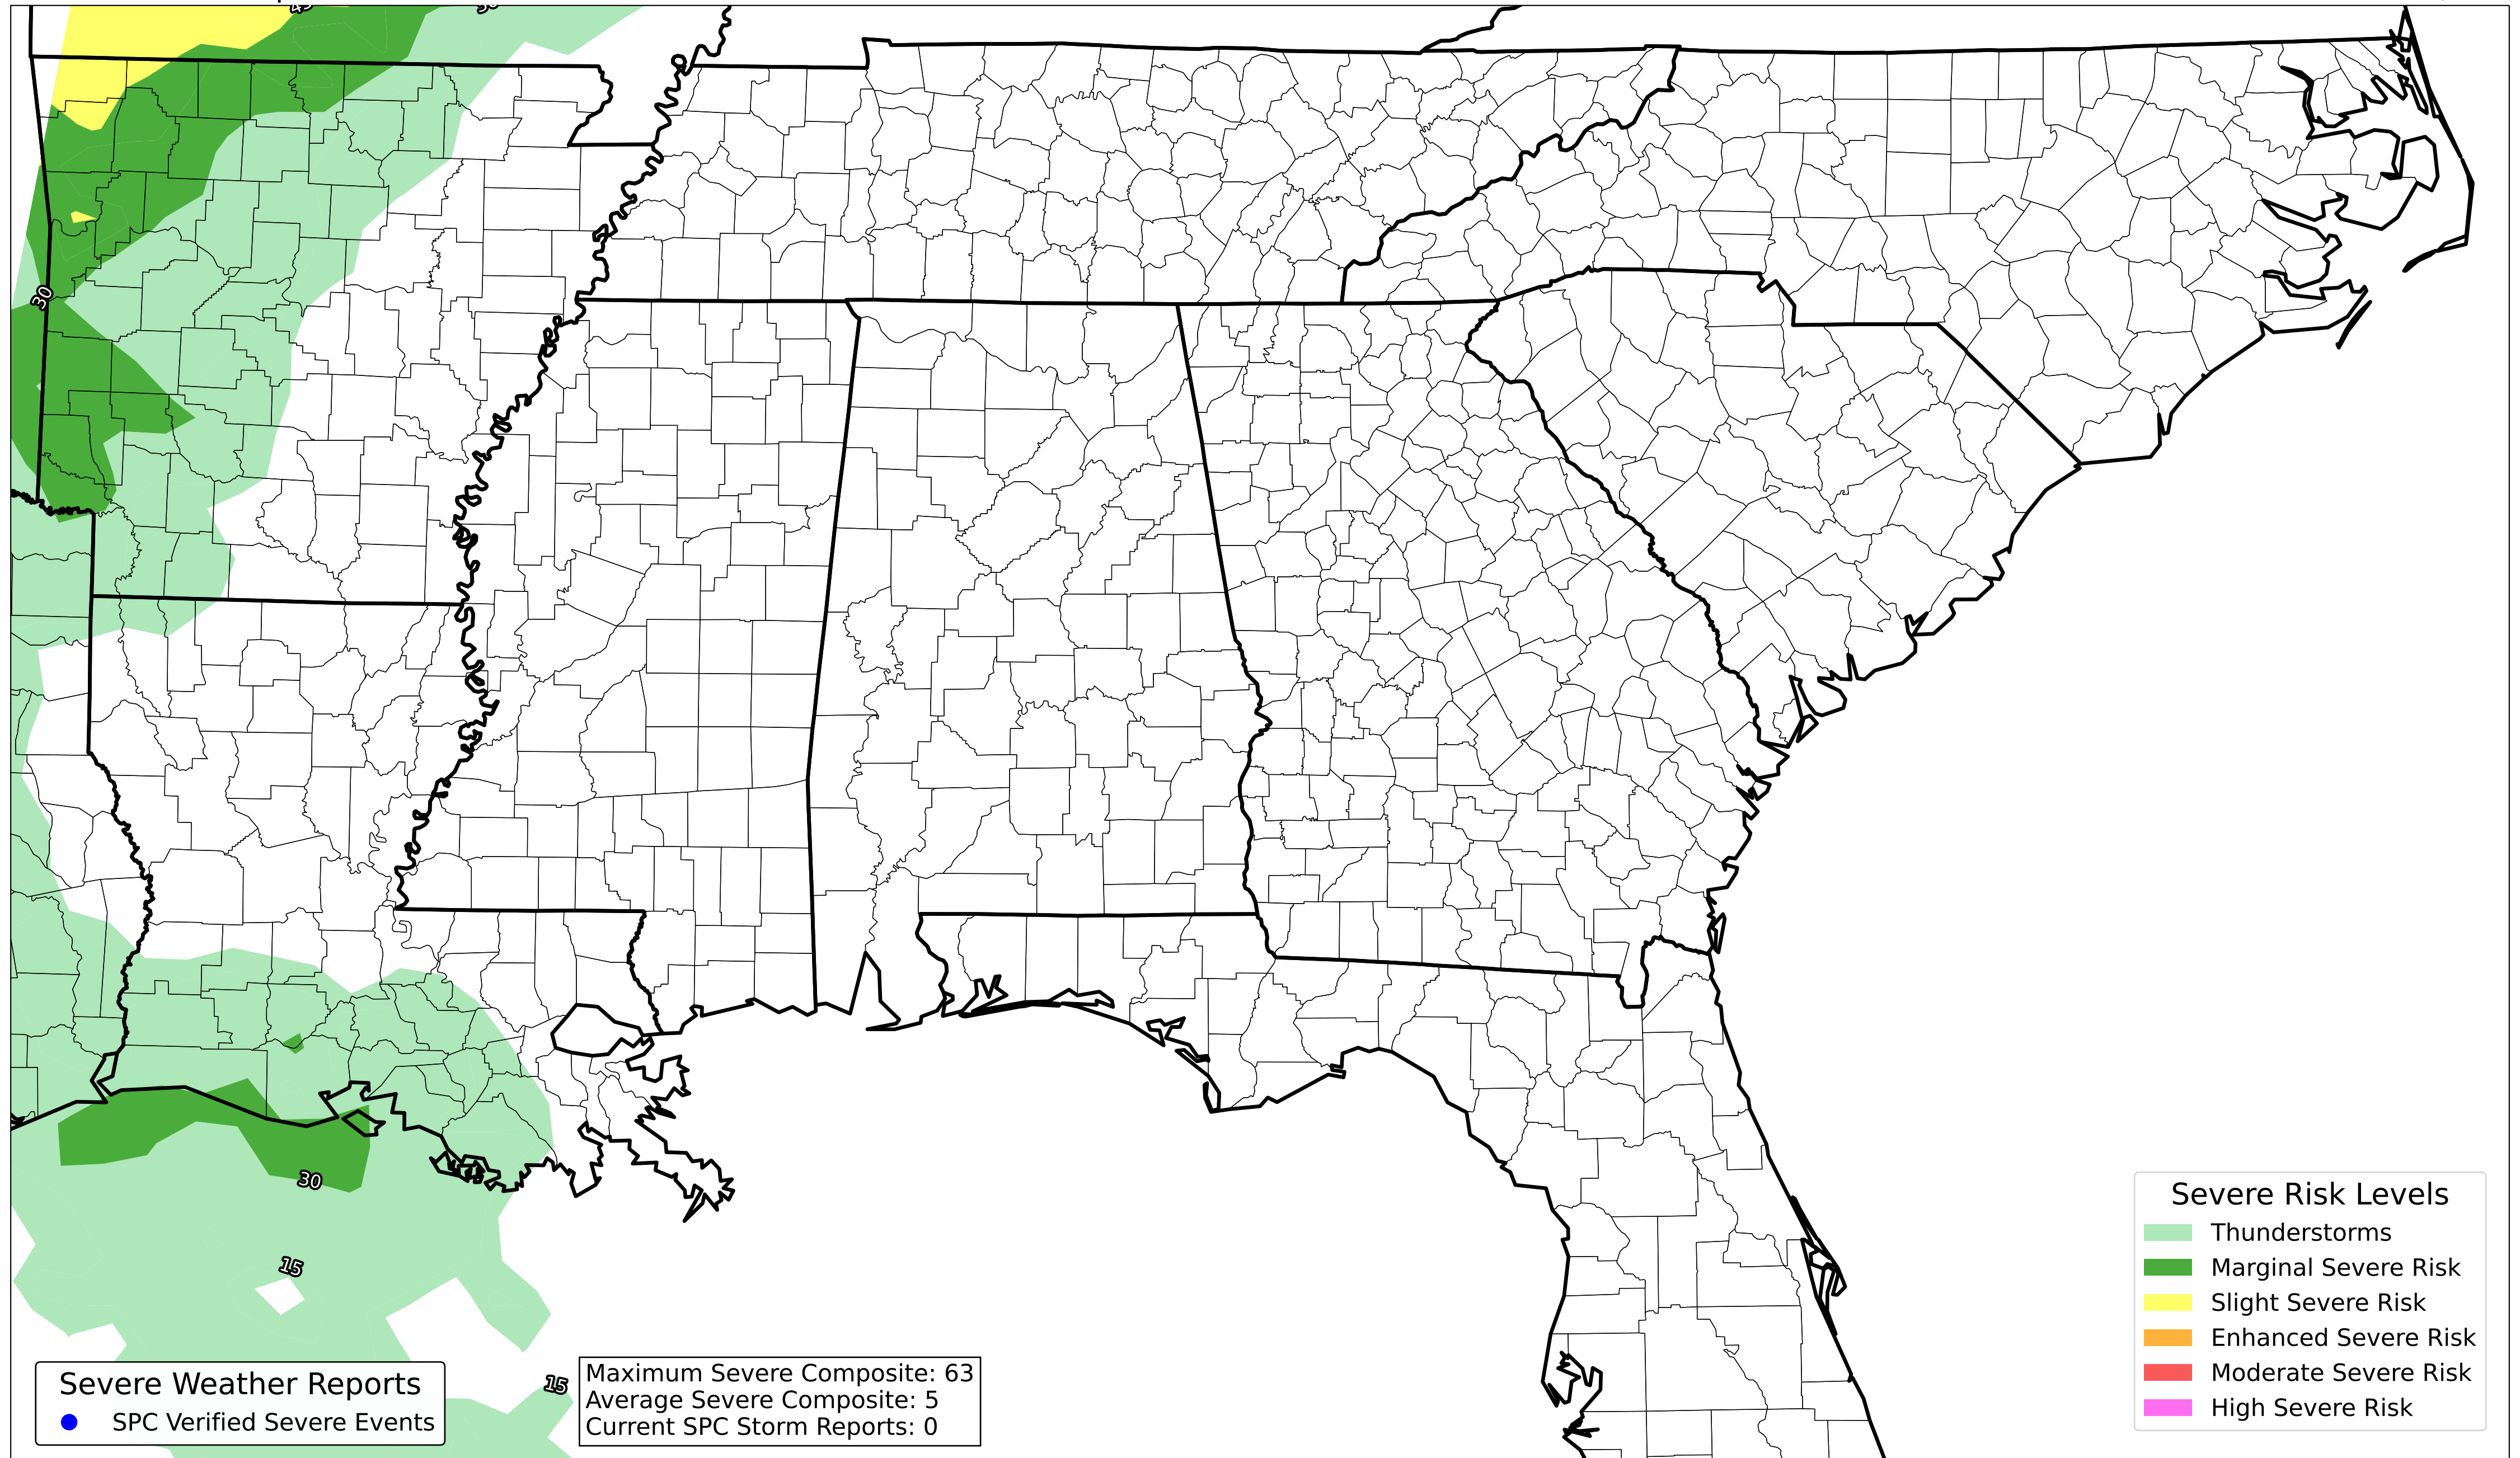 45
30
30
15
15
Severe Weather Reports
SPC Verified Severe Events
Maximum Severe Composite: 63
Average Severe Composite: 5
Current SPC Storm Reports: 0
Severe Risk Levels
Thunderstorms
Marginal Severe Risk
Slight Severe Risk
Enhanced Severe Risk
Moderate Severe Risk
High Severe Risk